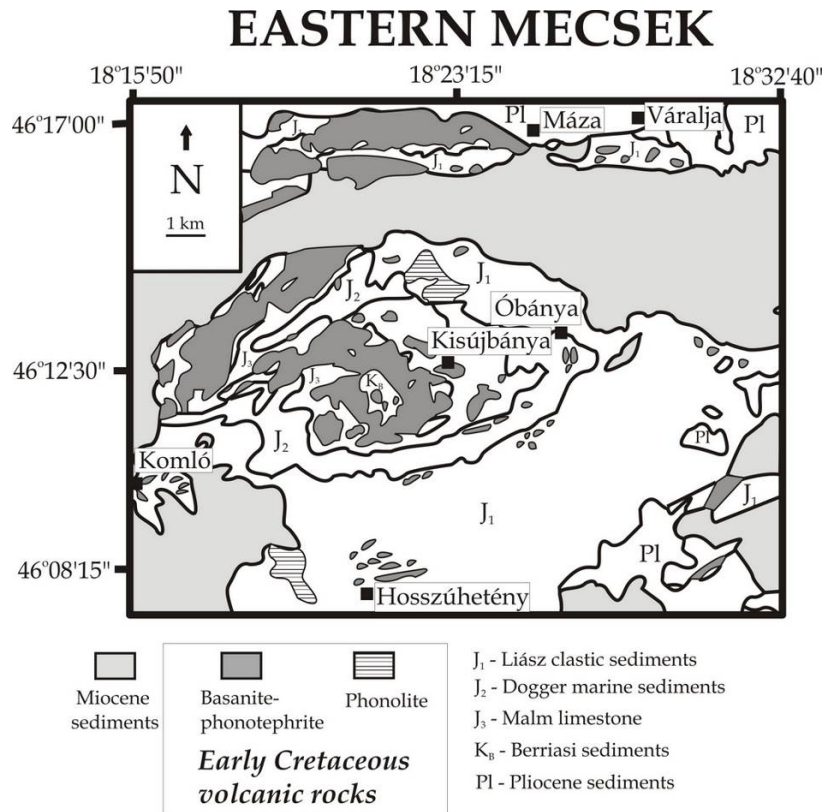 EASTERN MECSEK
18°15'50"
18°23'15"
18°32'40"
46°17'00"
46°12'30"
46°08'15"
N
1 km
J₁
Pl
Máza
Váralja
Pl
J₁
J₁
J₂
J₁
Óbánya
Kisújbánya
J₃
J₃
K_B
J₂
Pl
Komló
J₁
J₁
Pl
Hosszúhetény
Miocene
sediments
Basanite-
phonotephrite
Phonolite
Early Cretaceous
volcanic rocks
J₁ - Liász clastic sediments
J₂ - Dogger marine sediments
J₃ - Malm limestone
K_B - Berriasi sediments
Pl - Pliocene sediments